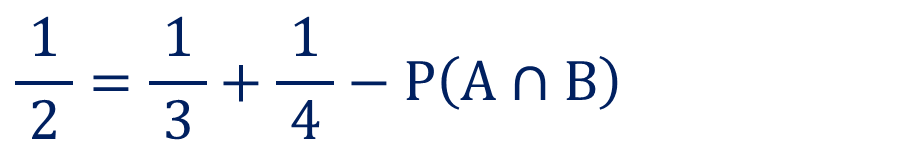 1/2 = 1/3 + 1/4 − P(A ∩ B)